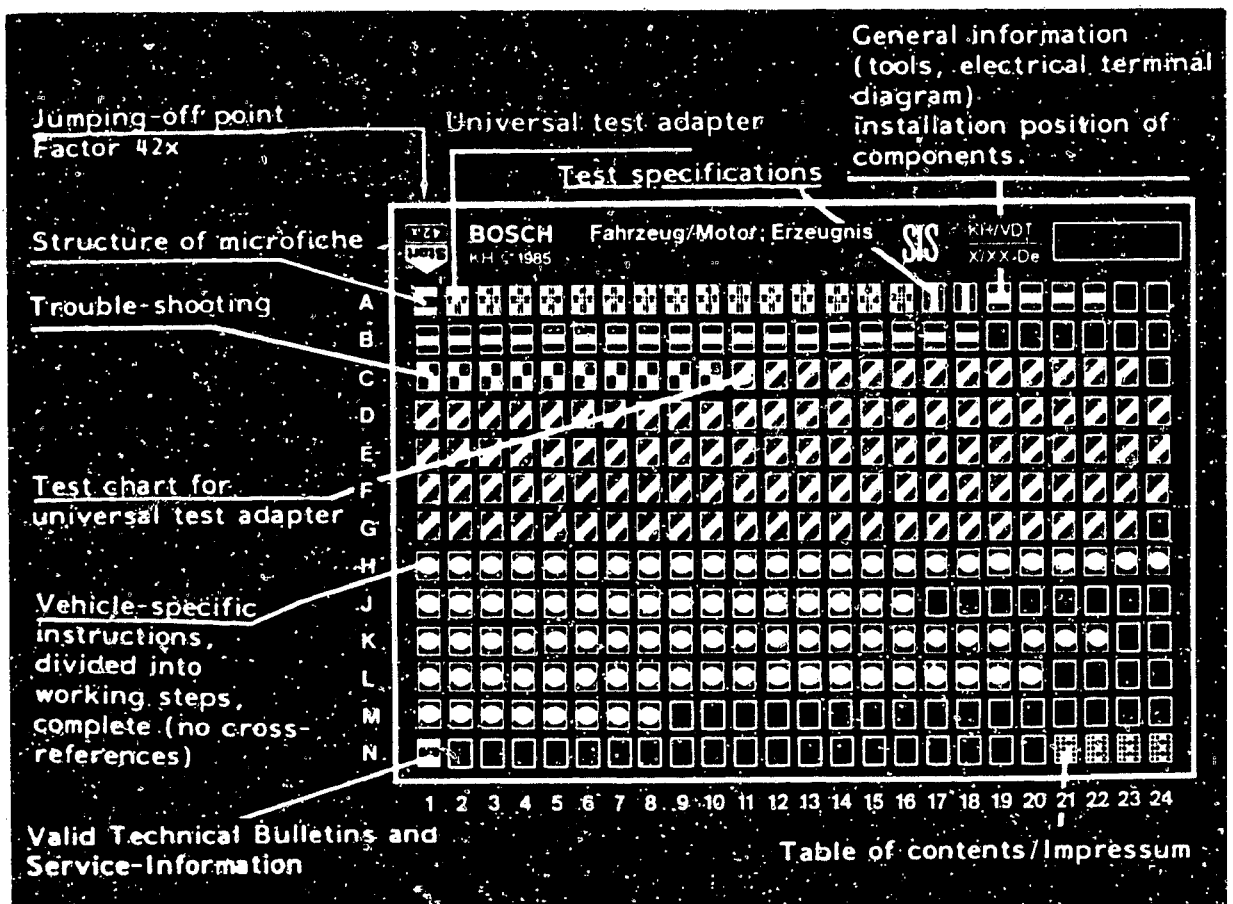 General information
(tools, electrical terminal
diagram)
installation position of
components.
Jumping-off point
Factor 42x
Universal test adapter
Test specifications
Structure of microfiche
42x
BOSCH
KH © 1985
Fahrzeug/Motor; Erzeugnis
SIS
KH/VDT
X/XX-De
Trouble-shooting
A
B
C
D
E
F
G
H
J
K
L
M
N
Test chart for
universal test adapter
Vehicle-specific
instructions,
divided into
working steps,
complete (no cross-
references)
1 2 3 4 5 6 7 8 9 10 11 12 13 14 15 16 17 18 19 20 21 22 23 24
Valid Technical Bulletins and
Service-Information
Table of contents/Impressum